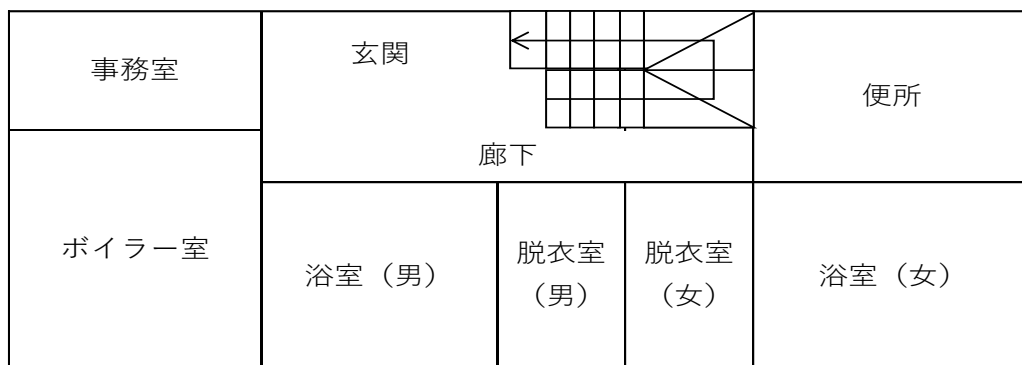 事務室
玄関
便所
廊下
ボイラー室
浴室（男）
脱衣室
（男）
脱衣室
（女）
浴室（女）